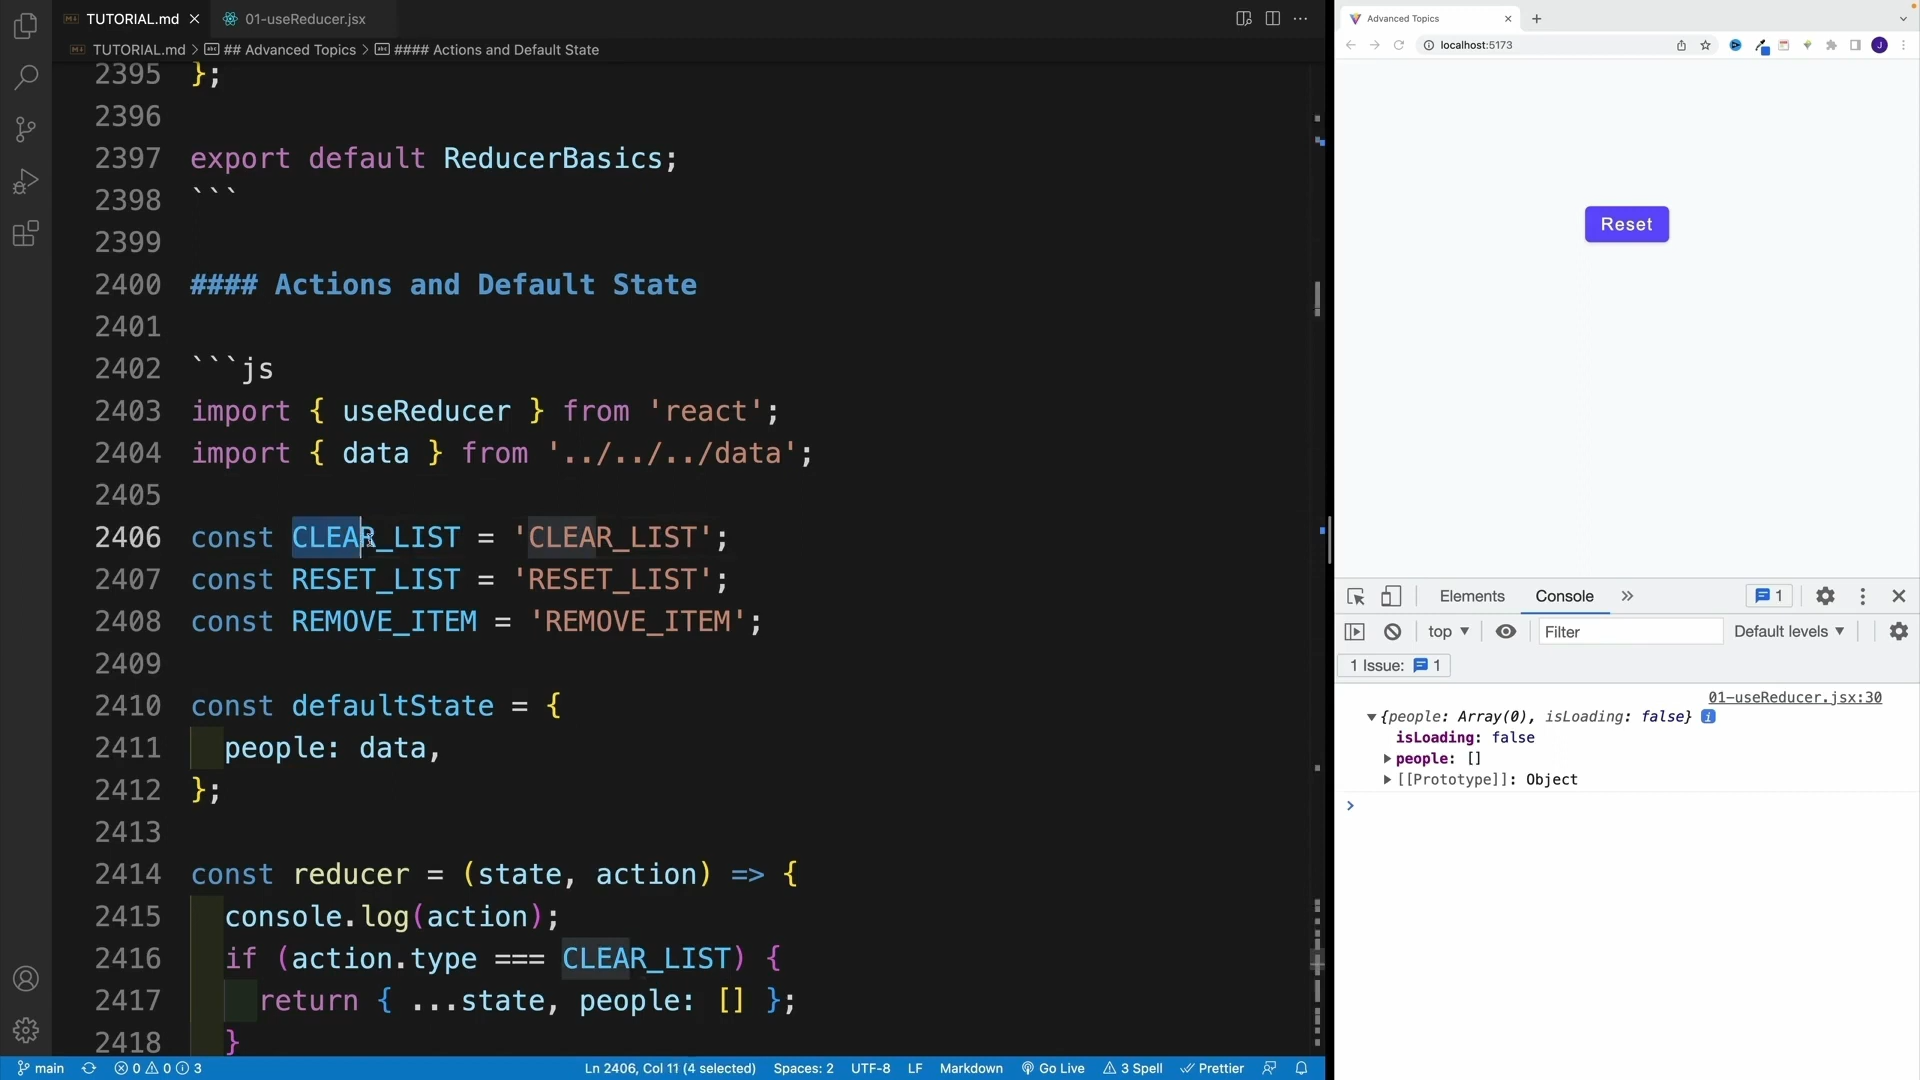 TUTORIAL.md
01-useReducer.jsx
TUTORIAL.md > ## Advanced Topics > #### Actions and Default State
2395 };
2396
2397 export default ReducerBasics;
2398 ```
2399
2400 #### Actions and Default State
2401
2402 ```js
2403 import { useReducer } from 'react';
2404 import { data } from '../../../data';
2405
2406 const CLEAR_LIST = 'CLEAR_LIST';
2407 const RESET_LIST = 'RESET_LIST';
2408 const REMOVE_ITEM = 'REMOVE_ITEM';
2409
2410 const defaultState = {
2411 people: data,
2412 };
2413
2414 const reducer = (state, action) => {
2415 console.log(action);
2416 if (action.type === CLEAR_LIST) {
2417 return { ...state, people: [] };
2418 }
main 0 0 3 Ln 2406, Col 11 (4 selected) Spaces: 2 UTF-8 LF Markdown Go Live 3 Spell Prettier
Advanced Topics
localhost:5173
J
Reset
Elements Console 1
top Filter Default levels
1 Issue: 1
01-useReducer.jsx:30
{people: Array(0), isLoading: false} i
isLoading: false
people: []
[[Prototype]]: Object